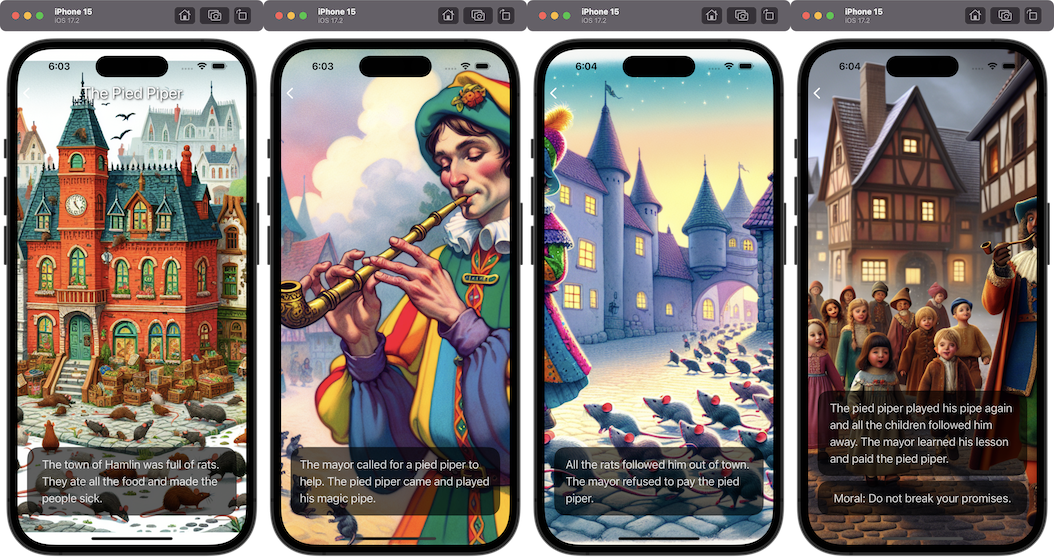 iPhone 15
iOS 17.2
6:03
The Pied Piper
The town of Hamlin was full of rats.
They ate all the food and made the
people sick.
iPhone 15
iOS 17.2
6:03
The mayor called for a pied piper to
help. The pied piper came and played
his magic pipe.
iPhone 15
iOS 17.2
6:04
All the rats followed him out of town.
The mayor refused to pay the pied
piper.
iPhone 15
iOS 17.2
6:04
The pied piper played his pipe again
and all the children followed him
away. The mayor learned his lesson
and paid the pied piper.
Moral: Do not break your promises.